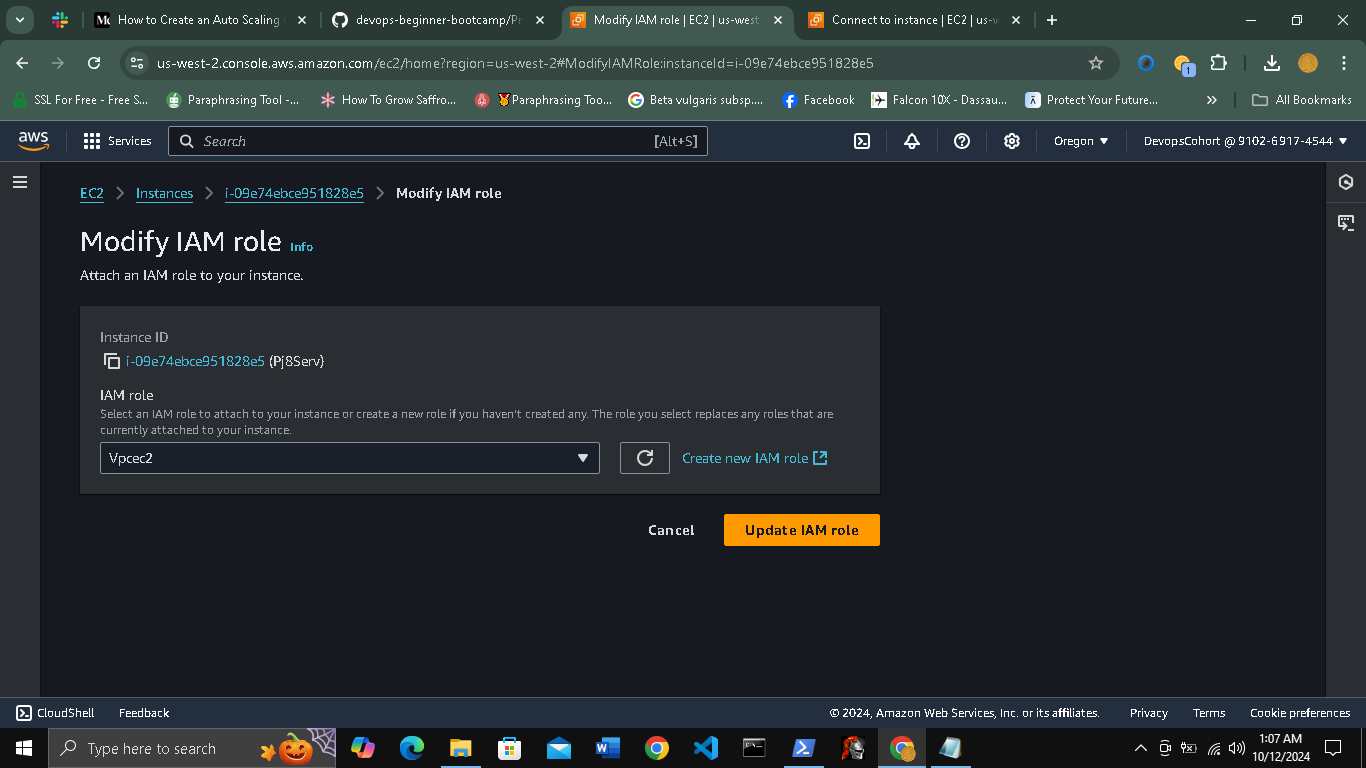 How to Create an Auto Scaling
devops-beginner-bootcamp/Pr
Modify IAM role | EC2 | us-west
Connect to instance | EC2 | us-w
us-west-2.console.aws.amazon.com/ec2/home?region=us-west-2#ModifyIAMRole:instanceId=i-09e74ebce951828e5
1
SSL For Free - Free S...
Paraphrasing Tool -...
How To Grow Saffro...
Paraphrasing Too...
Beta vulgaris subsp....
Facebook
Falcon 10X - Dassau...
Protect Your Future...
All Bookmarks
aws
Services
Search
[Alt+S]
Oregon
DevopsCohort @ 9102-6917-4544
EC2
Instances
i-09e74ebce951828e5
Modify IAM role
Modify IAM role Info
Attach an IAM role to your instance.
Instance ID
i-09e74ebce951828e5 (Pj8Serv)
IAM role
Select an IAM role to attach to your instance or create a new role if you haven't created any. The role you select replaces any roles that are
currently attached to your instance.
Vpcec2
Create new IAM role
Cancel
Update IAM role
CloudShell
Feedback
© 2024, Amazon Web Services, Inc. or its affiliates.
Privacy
Terms
Cookie preferences
Type here to search
1:07 AM
10/12/2024